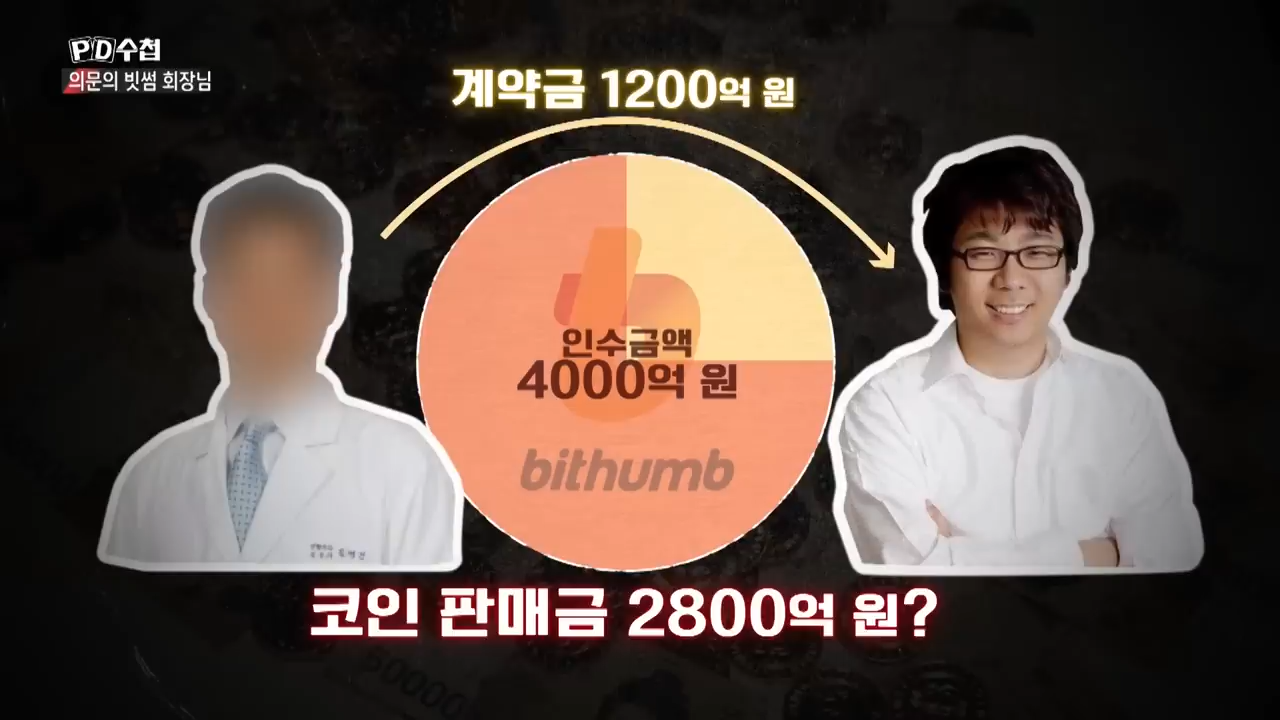 PD수첩
의문의 빗썸 회장님
계약금 1200억 원
인수금액
4000억 원
bithumb
코인 판매금 2800억 원?
50000